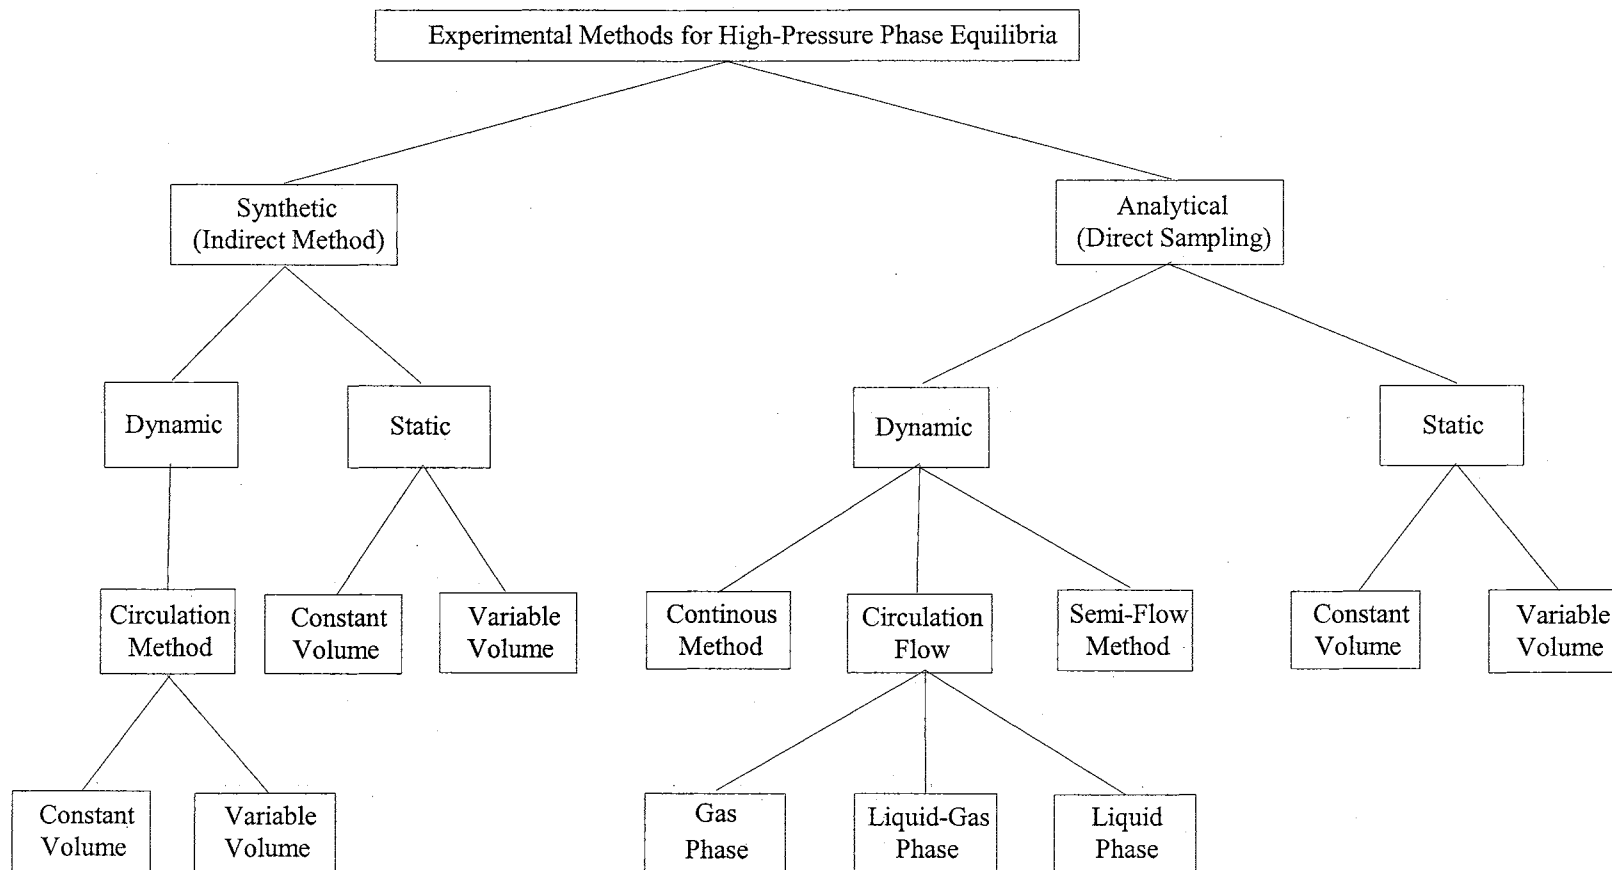 Experimental Methods for High-Pressure Phase Equilibria
Synthetic
(Indirect Method)
Analytical
(Direct Sampling)
Dynamic
Static
Dynamic
Static
Circulation
Method
Constant
Volume
Variable
Volume
Continous
Method
Circulation
Flow
Semi-Flow
Method
Constant
Volume
Variable
Volume
Constant
Volume
Variable
Volume
Gas
Phase
Liquid-Gas
Phase
Liquid
Phase